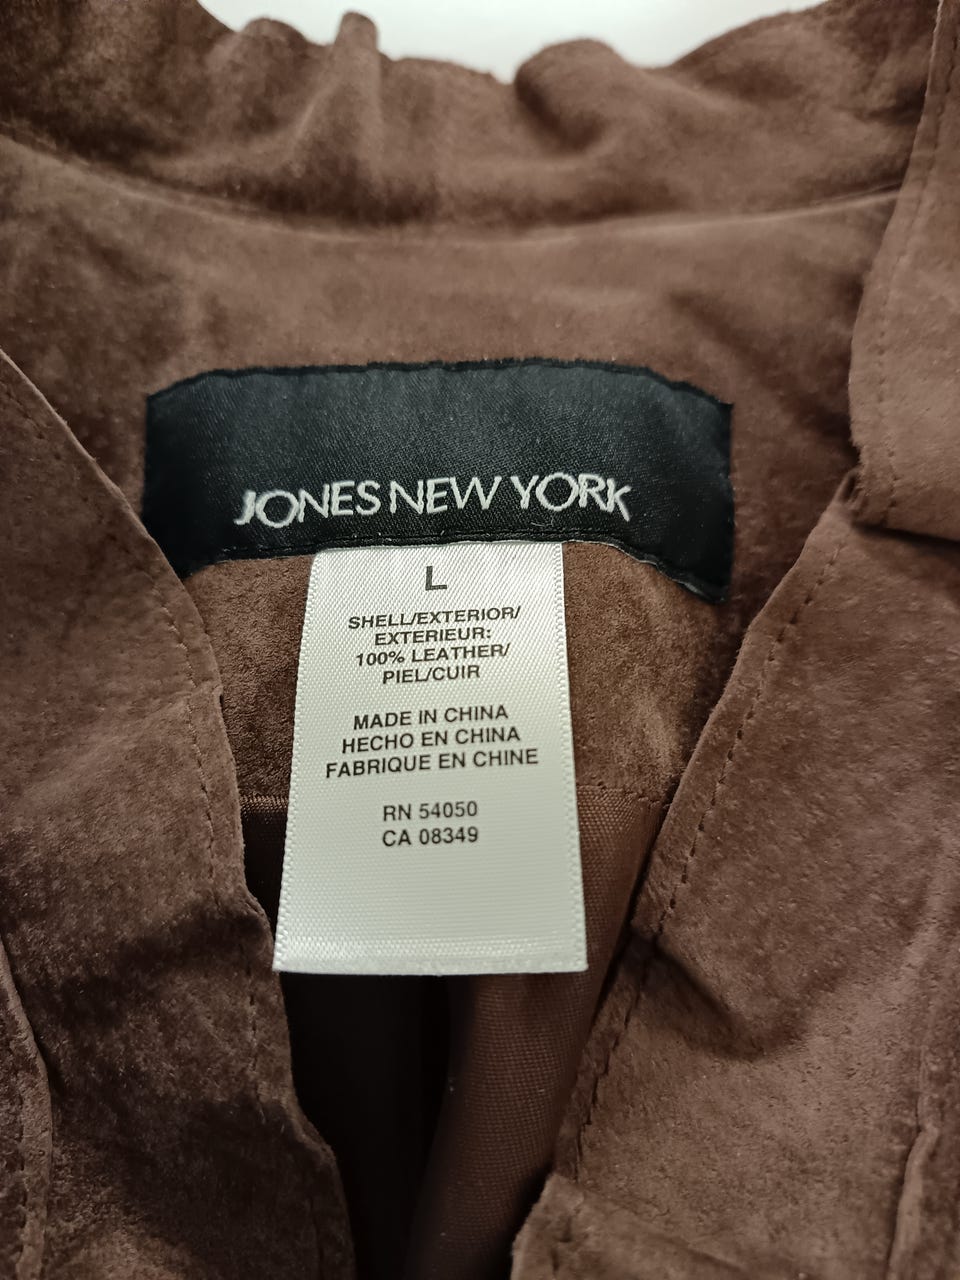 JONES NEW YORK
L
SHELL/EXTERIOR/
EXTERIEUR:
100% LEATHER/
PIEL/CUIR
MADE IN CHINA
HECHO EN CHINA
FABRIQUE EN CHINE
RN 54050
CA 08349